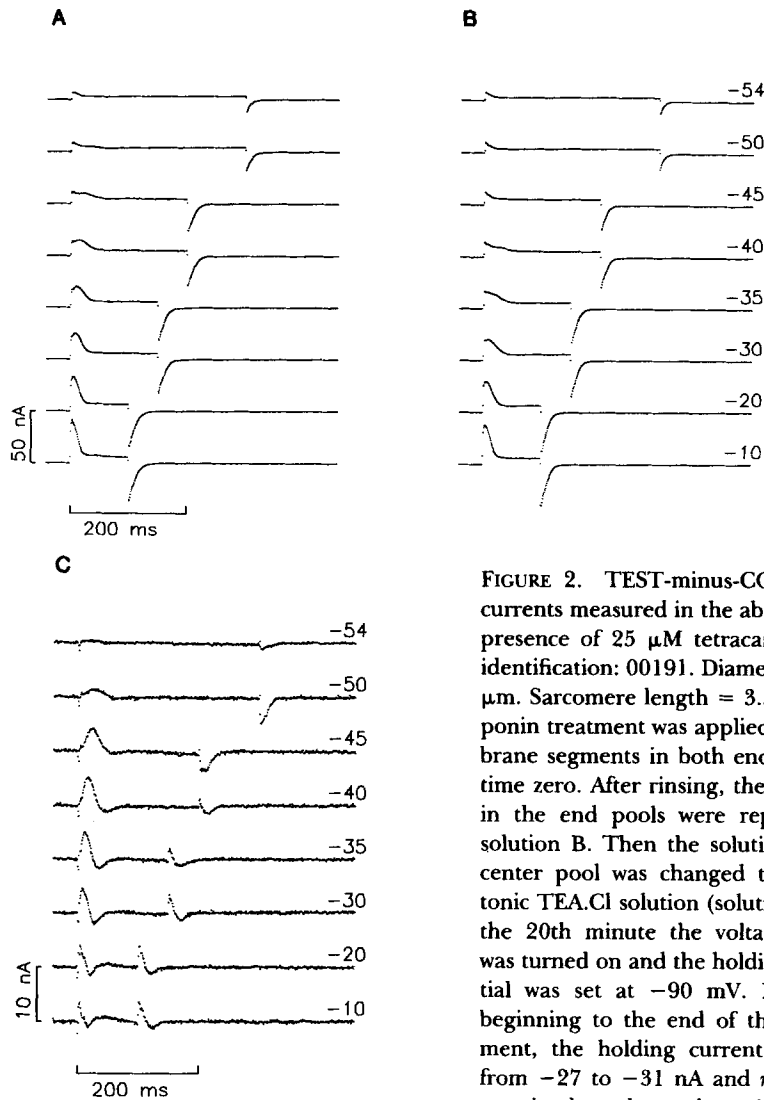 A
B
-54
-50
-45
-40
-35
-30
-20
-10
50 nA
200 ms
C
-54
-50
-45
-40
-35
-30
-20
-10
10 nA
200 ms
FIGURE 2. TEST-minus-CO
currents measured in the ab
presence of 25 μM tetracai
identification: 00191. Diame
μm. Sarcomere length = 3.
ponin treatment was applied
brane segments in both end
time zero. After rinsing, the
in the end pools were rep
solution B. Then the soluti
center pool was changed t
tonic TEA.Cl solution (soluti
the 20th minute the volta
was turned on and the holdi
tial was set at −90 mV.
beginning to the end of th
ment, the holding current
from −27 to −31 nA and